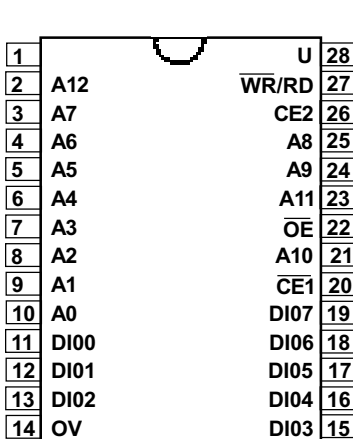 1 U 28
2 A12 WR/RD 27
3 A7 CE2 26
4 A6 A8 25
5 A5 A9 24
6 A4 A11 23
7 A3 OE 22
8 A2 A10 21
9 A1 CE1 20
10 A0 DI07 19
11 DI00 DI06 18
12 DI01 DI05 17
13 DI02 DI04 16
14 OV DI03 15